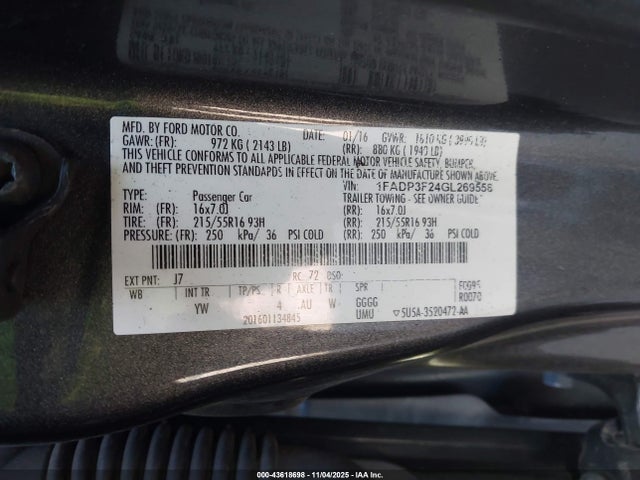 MFD. BY FORD MOTOR CO.
DATE: 01/16 GVWR: 1810 KG ( 3995 LB)
GAWR: (FR): 972 KG ( 2143 LB) (RR): 880 KG ( 1940 LB)
THIS VEHICLE CONFORMS TO ALL APPLICABLE FEDERAL MOTOR VEHICLE SAFETY, BUMPER,
AND THEFT PREVENTION STANDARDS IN EFFECT ON THE DATE OF MANUFACTURE SHOWN ABOVE.
VIN: 1FADP3F24GL269556
TYPE: Passenger Car TRAILER TOWING - SEE OWNER GUIDE
RIM: (FR) 16x7.0J (RR): 16x7.0J
TIRE: (FR) 215/55R16 93H (RR): 215/55R16 93H
PRESSURE: (FR) 250 kPa/ 36 PSI COLD (RR): 250 kPa/ 36 PSI COLD
EXT PNT: J7 RC: 72 DSO: F0G95
WB INT TR TP/PS R AXLE TR SPR R0070
YW 4 AU W GGGG
201601134845 UMU 5U5A-3520472-AA
000-43618698 - 11/04/2025 - IAA Inc.